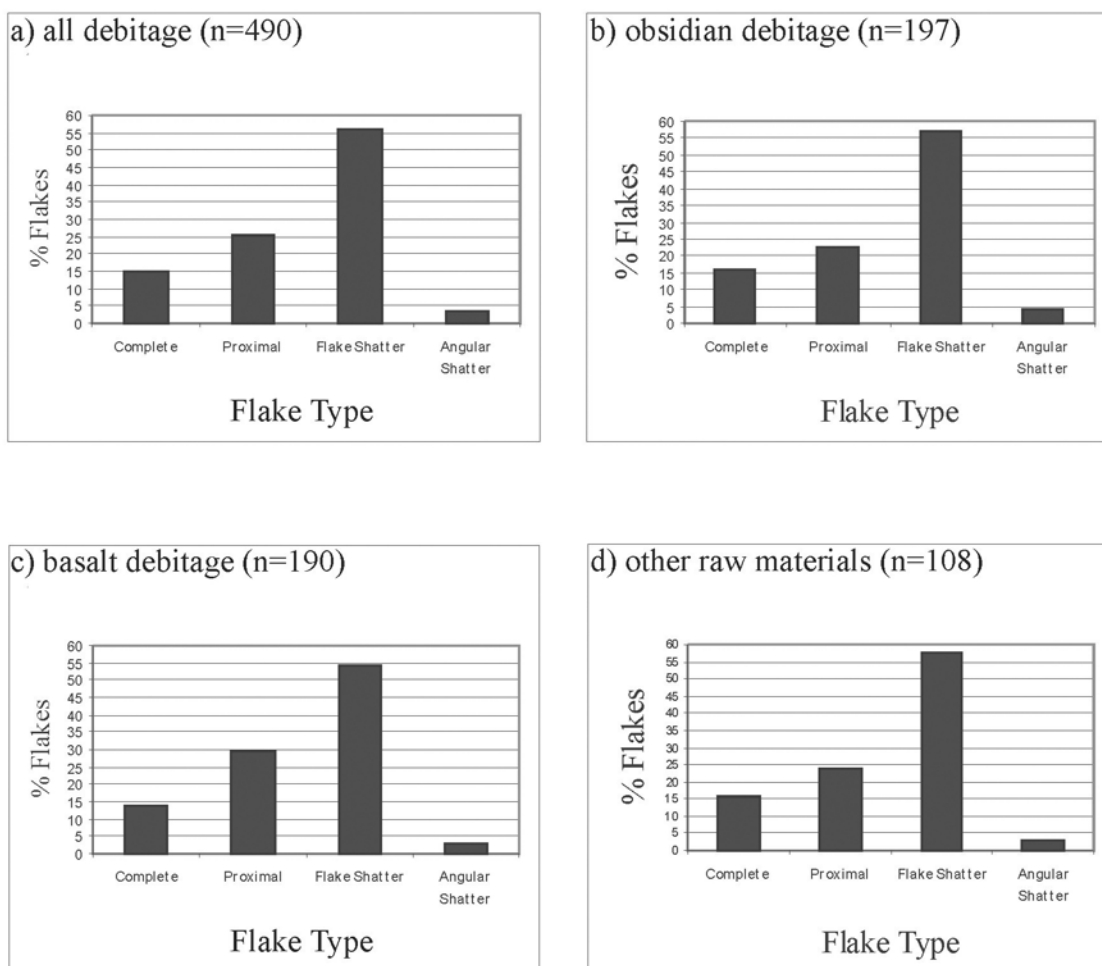 a) all debitage (n=490)
% Flakes
60
55
50
45
40
35
30
25
20
15
10
5
0
Complete Proximal Flake Shatter Angular
Shatter
Flake Type
b) obsidian debitage (n=197)
% Flakes
60
55
50
45
40
35
30
25
20
15
10
5
0
Complete Proximal Flake Shatter Angular
Shatter
Flake Type
c) basalt debitage (n=190)
% Flakes
60
55
50
45
40
35
30
25
20
15
10
5
0
Complete Proximal Flake Shatter Angular
Shatter
Flake Type
d) other raw materials (n=108)
% Flakes
60
55
50
45
40
35
30
25
20
15
10
5
0
Complete Proximal Flake Shatter Angular
Shatter
Flake Type